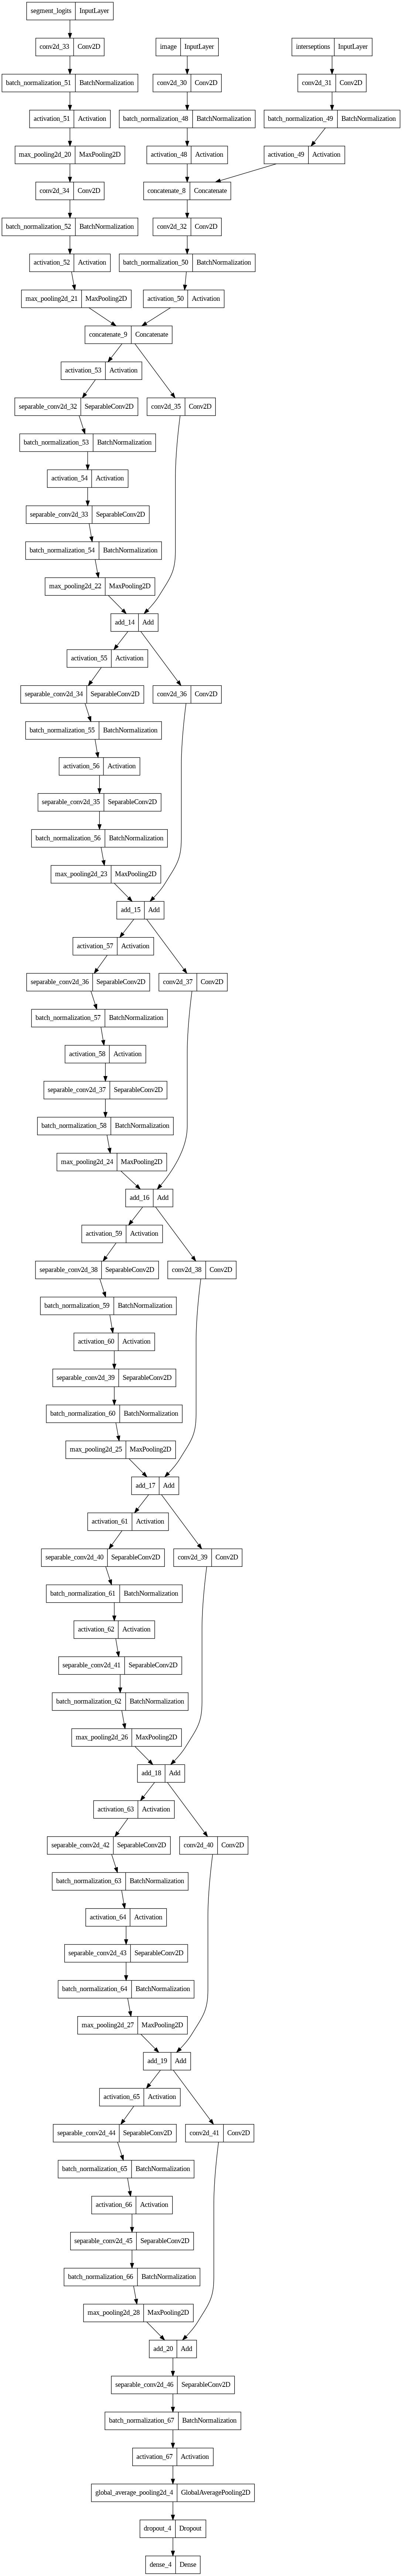 segment_logits InputLayer
conv2d_33 Conv2D image InputLayer interseptions InputLayer
batch_normalization_51 BatchNormalization conv2d_30 Conv2D conv2d_31 Conv2D
activation_51 Activation batch_normalization_48 BatchNormalization batch_normalization_49 BatchNormalization
max_pooling2d_20 MaxPooling2D activation_48 Activation activation_49 Activation
conv2d_34 Conv2D concatenate_8 Concatenate
batch_normalization_52 BatchNormalization conv2d_32 Conv2D
activation_52 Activation batch_normalization_50 BatchNormalization
max_pooling2d_21 MaxPooling2D activation_50 Activation
concatenate_9 Concatenate
activation_53 Activation
separable_conv2d_32 SeparableConv2D conv2d_35 Conv2D
batch_normalization_53 BatchNormalization
activation_54 Activation
separable_conv2d_33 SeparableConv2D
batch_normalization_54 BatchNormalization
max_pooling2d_22 MaxPooling2D
add_14 Add
activation_55 Activation
separable_conv2d_34 SeparableConv2D conv2d_36 Conv2D
batch_normalization_55 BatchNormalization
activation_56 Activation
separable_conv2d_35 SeparableConv2D
batch_normalization_56 BatchNormalization
max_pooling2d_23 MaxPooling2D
add_15 Add
activation_57 Activation
separable_conv2d_36 SeparableConv2D conv2d_37 Conv2D
batch_normalization_57 BatchNormalization
activation_58 Activation
separable_conv2d_37 SeparableConv2D
batch_normalization_58 BatchNormalization
max_pooling2d_24 MaxPooling2D
add_16 Add
activation_59 Activation
separable_conv2d_38 SeparableConv2D conv2d_38 Conv2D
batch_normalization_59 BatchNormalization
activation_60 Activation
separable_conv2d_39 SeparableConv2D
batch_normalization_60 BatchNormalization
max_pooling2d_25 MaxPooling2D
add_17 Add
activation_61 Activation
separable_conv2d_40 SeparableConv2D conv2d_39 Conv2D
batch_normalization_61 BatchNormalization
activation_62 Activation
separable_conv2d_41 SeparableConv2D
batch_normalization_62 BatchNormalization
max_pooling2d_26 MaxPooling2D
add_18 Add
activation_63 Activation
separable_conv2d_42 SeparableConv2D conv2d_40 Conv2D
batch_normalization_63 BatchNormalization
activation_64 Activation
separable_conv2d_43 SeparableConv2D
batch_normalization_64 BatchNormalization
max_pooling2d_27 MaxPooling2D
add_19 Add
activation_65 Activation
separable_conv2d_44 SeparableConv2D conv2d_41 Conv2D
batch_normalization_65 BatchNormalization
activation_66 Activation
separable_conv2d_45 SeparableConv2D
batch_normalization_66 BatchNormalization
max_pooling2d_28 MaxPooling2D
add_20 Add
separable_conv2d_46 SeparableConv2D
batch_normalization_67 BatchNormalization
activation_67 Activation
global_average_pooling2d_4 GlobalAveragePooling2D
dropout_4 Dropout
dense_4 Dense